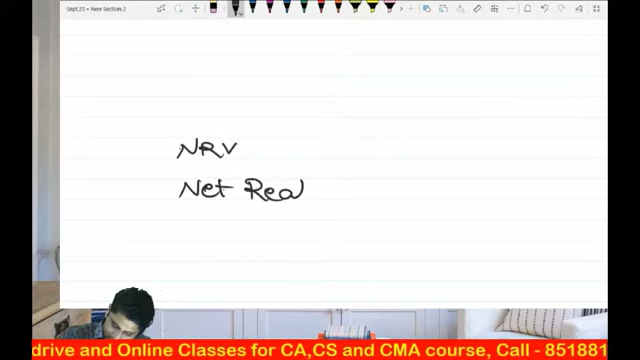 Sept.20 • New Section 2
NRV
Net Real
drive and Online Classes for CA,CS and CMA course, Call - 851881